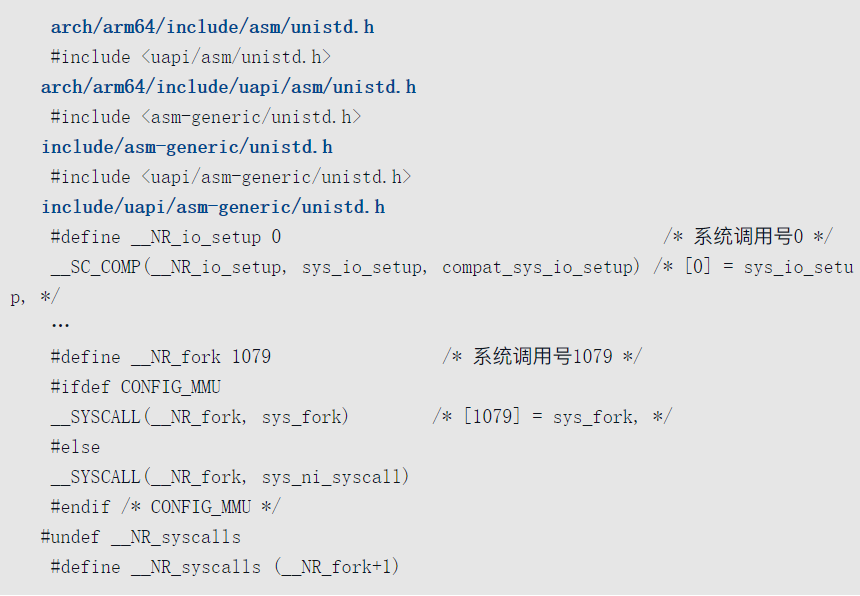 arch/arm64/include/asm/unistd.h
#include <uapi/asm/unistd.h>
arch/arm64/include/uapi/asm/unistd.h
#include <asm-generic/unistd.h>
include/asm-generic/unistd.h
#include <uapi/asm-generic/unistd.h>
include/uapi/asm-generic/unistd.h
#define __NR_io_setup 0 /* 系统调用号0 */
__SC_COMP(__NR_io_setup, sys_io_setup, compat_sys_io_setup) /* [0] = sys_io_setu
p, */
…
#define __NR_fork 1079 /* 系统调用号1079 */
#ifdef CONFIG_MMU
__SYSCALL(__NR_fork, sys_fork) /* [1079] = sys_fork, */
#else
__SYSCALL(__NR_fork, sys_ni_syscall)
#endif /* CONFIG_MMU */
#undef __NR_syscalls
#define __NR_syscalls (__NR_fork+1)